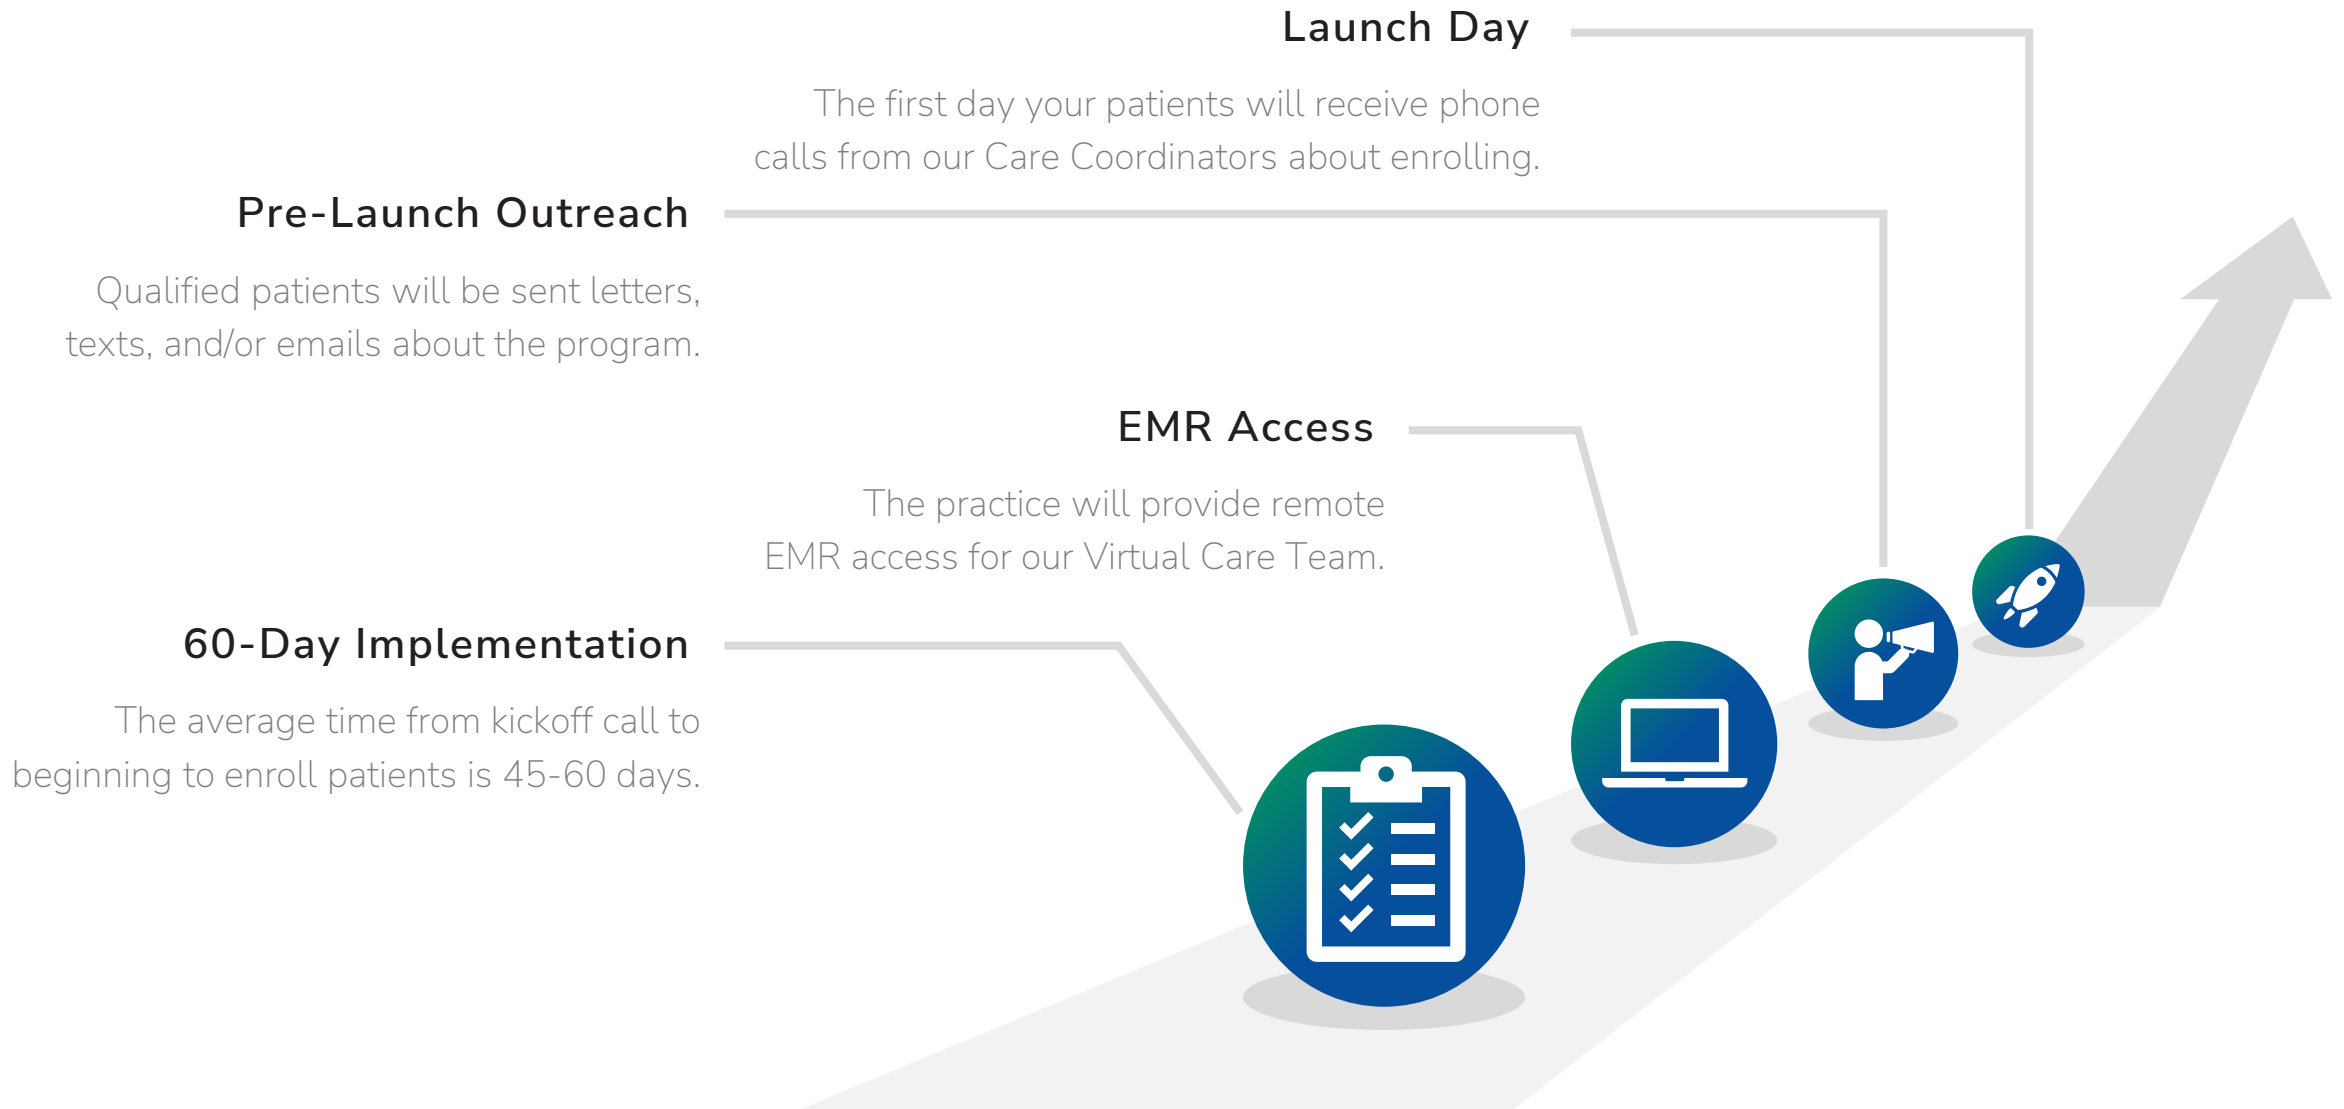 Launch Day
The first day your patients will receive phone
calls from our Care Coordinators about enrolling.
Pre-Launch Outreach
Qualified patients will be sent letters,
texts, and/or emails about the program.
EMR Access
The practice will provide remote
EMR access for our Virtual Care Team.
60-Day Implementation
The average time from kickoff call to
beginning to enroll patients is 45-60 days.